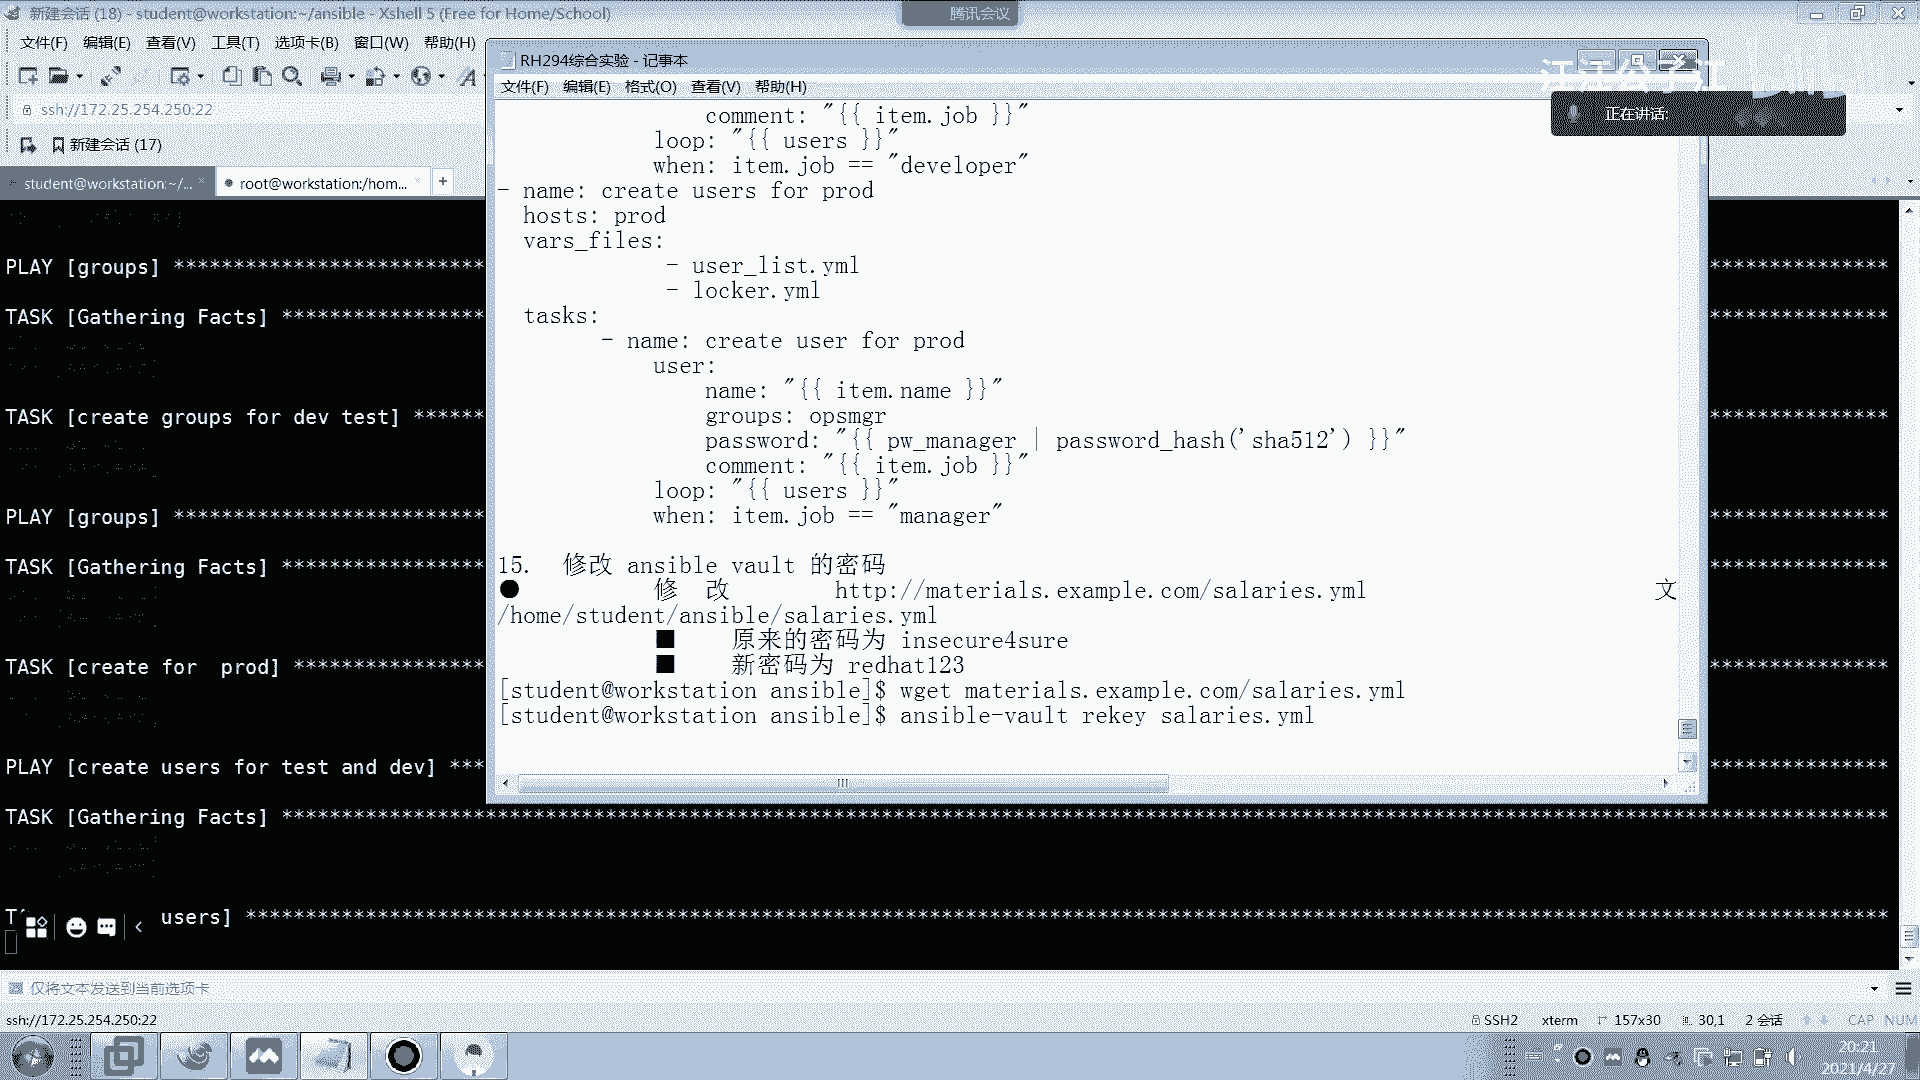 新建会话 (18) - student@workstation:~/ansible - Xshell 5 (Free for Home/School)
腾讯会议
文件(F) 编辑(E) 查看(V) 工具(T) 选项卡(B) 窗口(W) 帮助(H)
ssh://172.25.254.250:22
新建会话 (17)
student@workstation:~/...
root@workstation:/hom...
PLAY [groups] ***************************
TASK [Gathering Facts] *****************
TASK [create groups for dev test] ******
PLAY [groups] ***************************
TASK [Gathering Facts] *****************
TASK [create for  prod] ****************
PLAY [create users for test and dev] ***
TASK [Gathering Facts] ************************************************************************************************************************************
users] ***************************************************************************************************************************************
RH294综合实验 - 记事本
文件(F) 编辑(E) 格式(O) 查看(V) 帮助(H)
正在讲话:
comment: "{{ item.job }}"
loop: "{{ users }}"
when: item.job == "developer"
- name: create users for prod
hosts: prod
vars_files:
- user_list.yml
- locker.yml
tasks:
- name: create user for prod
user:
name: "{{ item.name }}"
groups: opsmgr
password: "{{ pw_manager | password_hash('sha512') }}"
comment: "{{ item.job }}"
loop: "{{ users }}"
when: item.job == "manager"
15. 修改 ansible vault 的密码
● 修 改 http://materials.example.com/salaries.yml 文
/home/student/ansible/salaries.yml
■ 原来的密码为 insecure4sure
■ 新密码为 redhat123
[student@workstation ansible]$ wget materials.example.com/salaries.yml
[student@workstation ansible]$ ansible-vault rekey salaries.yml
仅将文本发送到当前选项卡
ssh://172.25.254.250:22
SSH2 xterm 157x30 30,1 2 会话 CAP NUM
20:21
2021/4/27